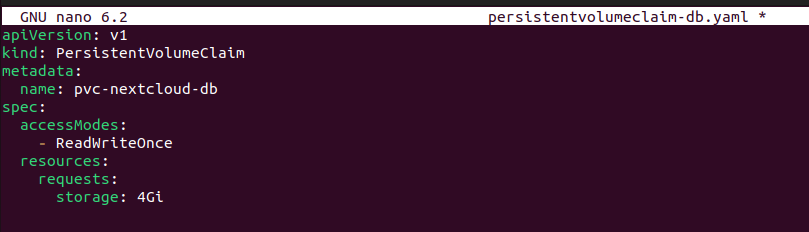 GNU nano 6.2 persistentvolumeclaim-db.yaml *
apiVersion: v1
kind: PersistentVolumeClaim
metadata:
  name: pvc-nextcloud-db
spec:
  accessModes:
    - ReadWriteOnce
  resources:
    requests:
      storage: 4Gi